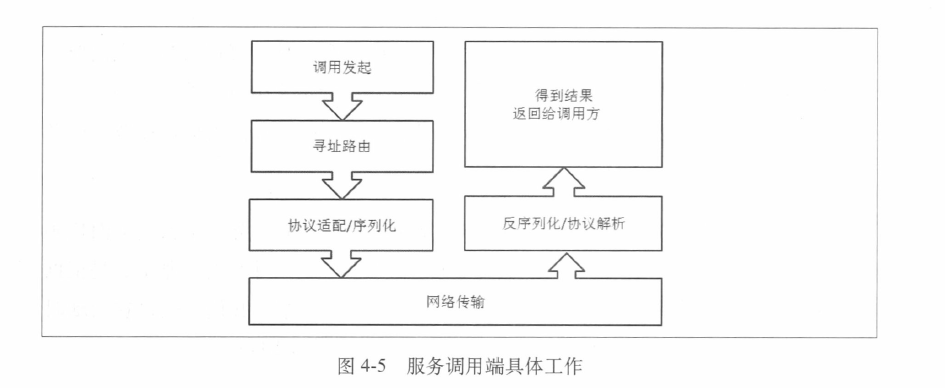 调用发起
寻址路由
协议适配/序列化
网络传输
反序列化/协议解析
得到结果
返回给调用方
图 4-5 服务调用端具体工作